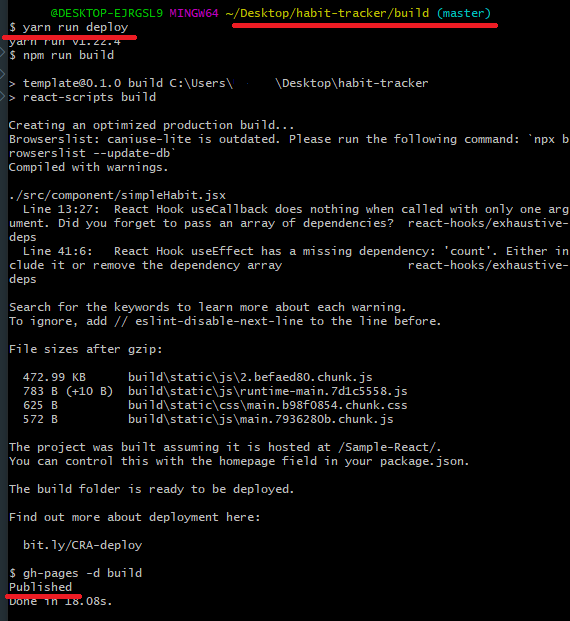 @DESKTOP-EJRGSL9 MINGW64 ~/Desktop/habit-tracker/build (master)
$ yarn run deploy
yarn run v1.22.4
$ npm run build
> template@0.1.0 build C:\Users\ \Desktop\habit-tracker
> react-scripts build
Creating an optimized production build...
Browserslist: caniuse-lite is outdated. Please run the following command: `npx b
rowserslist --update-db`
Compiled with warnings.
./src/component/simpleHabit.jsx
Line 13:27: React Hook useCallback does nothing when called with only one arg
ument. Did you forget to pass an array of dependencies? react-hooks/exhaustive-
deps
Line 41:6: React Hook useEffect has a missing dependency: 'count'. Either in
clude it or remove the dependency array react-hooks/exhaustive-
deps
Search for the keywords to learn more about each warning.
To ignore, add // eslint-disable-next-line to the line before.
File sizes after gzip:
472.99 KB build\static\js\2.befaed80.chunk.js
783 B (+10 B) build\static\js\runtime-main.7d1c5558.js
625 B build\static\css\main.b98f0854.chunk.css
572 B build\static\js\main.7936280b.chunk.js
The project was built assuming it is hosted at /Sample-React/.
You can control this with the homepage field in your package.json.
The build folder is ready to be deployed.
Find out more about deployment here:
bit.ly/CRA-deploy
$ gh-pages -d build
Published
Done in 18.08s.